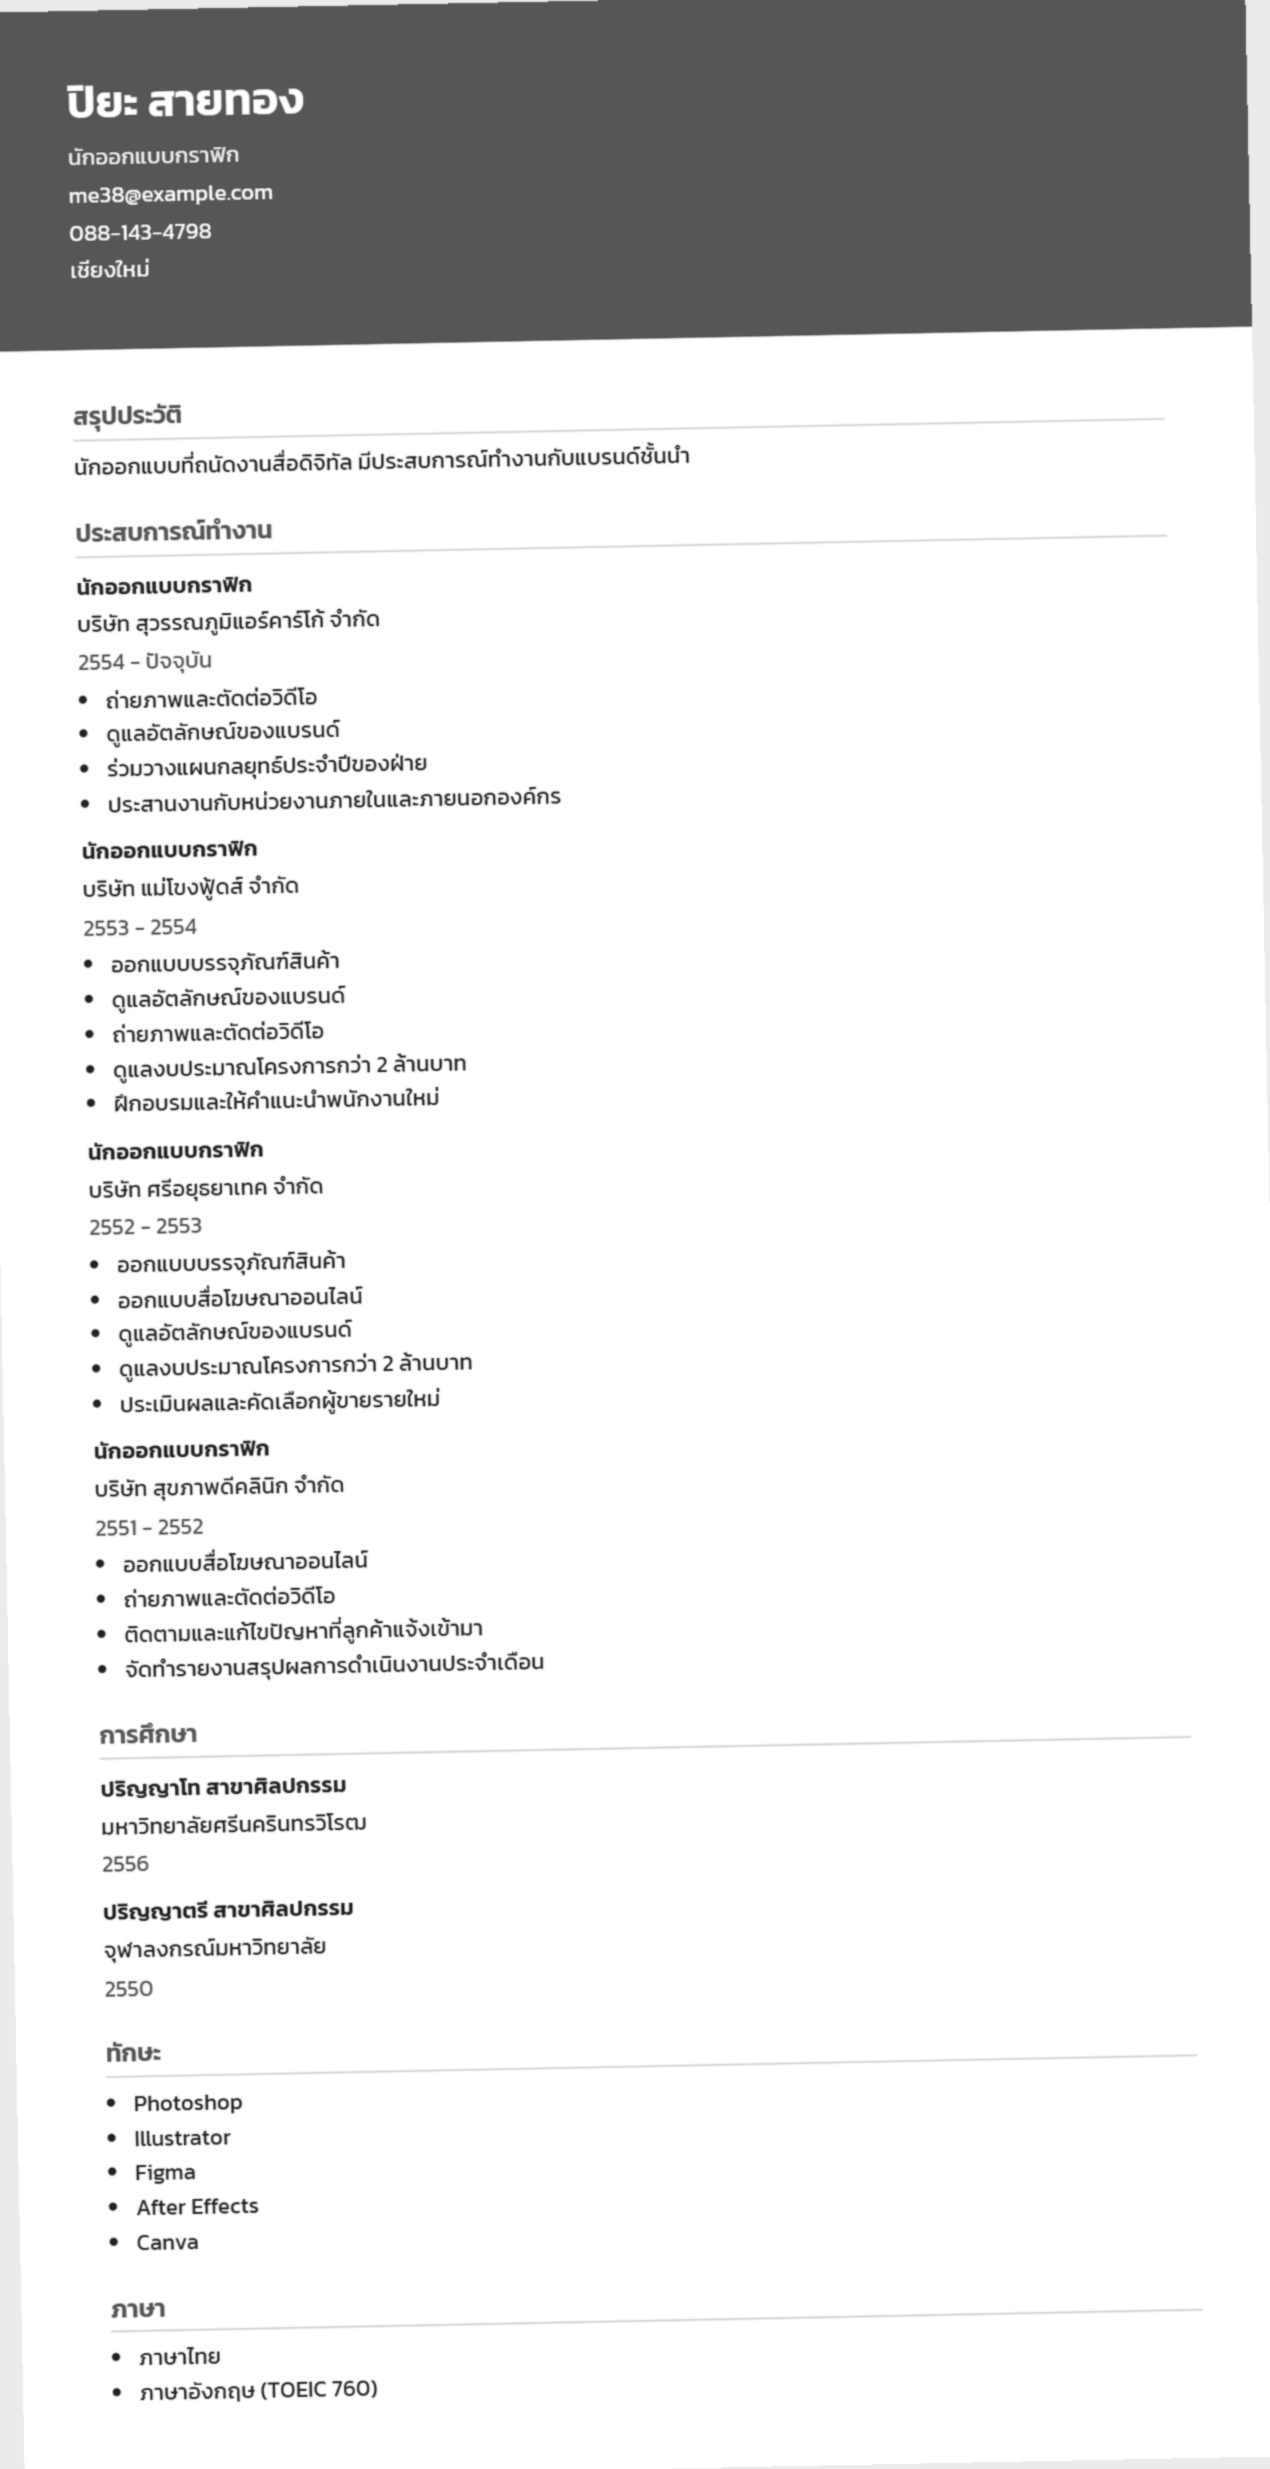 ปิยะ สายทอง
นักออกแบบกราฟิก
me38@example.com
088-143-4798
เชียงใหม่
สรุปประวัติ
นักออกแบบที่ถนัดงานสื่อดิจิทัล มีประสบการณ์ทำงานกับแบรนด์ชั้นนำ
ประสบการณ์ทำงาน
นักออกแบบกราฟิก
บริษัท สุวรรณภูมิแอร์คาร์โก้ จำกัด
2554 - ปัจจุบัน
• ถ่ายภาพและตัดต่อวิดีโอ
• ดูแลอัตลักษณ์ของแบรนด์
• ร่วมวางแผนกลยุทธ์ประจำปีของฝ่าย
• ประสานงานกับหน่วยงานภายในและภายนอกองค์กร
นักออกแบบกราฟิก
บริษัท แม่โขงฟู้ดส์ จำกัด
2553 - 2554
• ออกแบบบรรจุภัณฑ์สินค้า
• ดูแลอัตลักษณ์ของแบรนด์
• ถ่ายภาพและตัดต่อวิดีโอ
• ดูแลงบประมาณโครงการกว่า 2 ล้านบาท
• ฝึกอบรมและให้คำแนะนำพนักงานใหม่
นักออกแบบกราฟิก
บริษัท ศรีอยุธยาเทค จำกัด
2552 - 2553
• ออกแบบบรรจุภัณฑ์สินค้า
• ออกแบบสื่อโฆษณาออนไลน์
• ดูแลอัตลักษณ์ของแบรนด์
• ดูแลงบประมาณโครงการกว่า 2 ล้านบาท
• ประเมินผลและคัดเลือกผู้ขายรายใหม่
นักออกแบบกราฟิก
บริษัท สุขภาพดีคลินิก จำกัด
2551 - 2552
• ออกแบบสื่อโฆษณาออนไลน์
• ถ่ายภาพและตัดต่อวิดีโอ
• ติดตามและแก้ไขปัญหาที่ลูกค้าแจ้งเข้ามา
• จัดทำรายงานสรุปผลการดำเนินงานประจำเดือน
การศึกษา
ปริญญาโท สาขาศิลปกรรม
มหาวิทยาลัยศรีนครินทรวิโรฒ
2556
ปริญญาตรี สาขาศิลปกรรม
จุฬาลงกรณ์มหาวิทยาลัย
2550
ทักษะ
• Photoshop
• Illustrator
• Figma
• After Effects
• Canva
ภาษา
• ภาษาไทย
• ภาษาอังกฤษ (TOEIC 760)